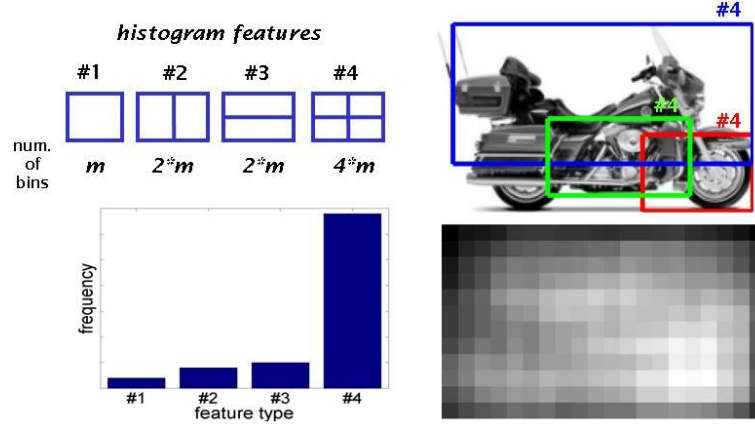 histogram features
#1 #2 #3 #4
num. of bins
m 2*m 2*m 4*m
frequency
#1 #2 #3 #4
feature type
#4
#4
#4